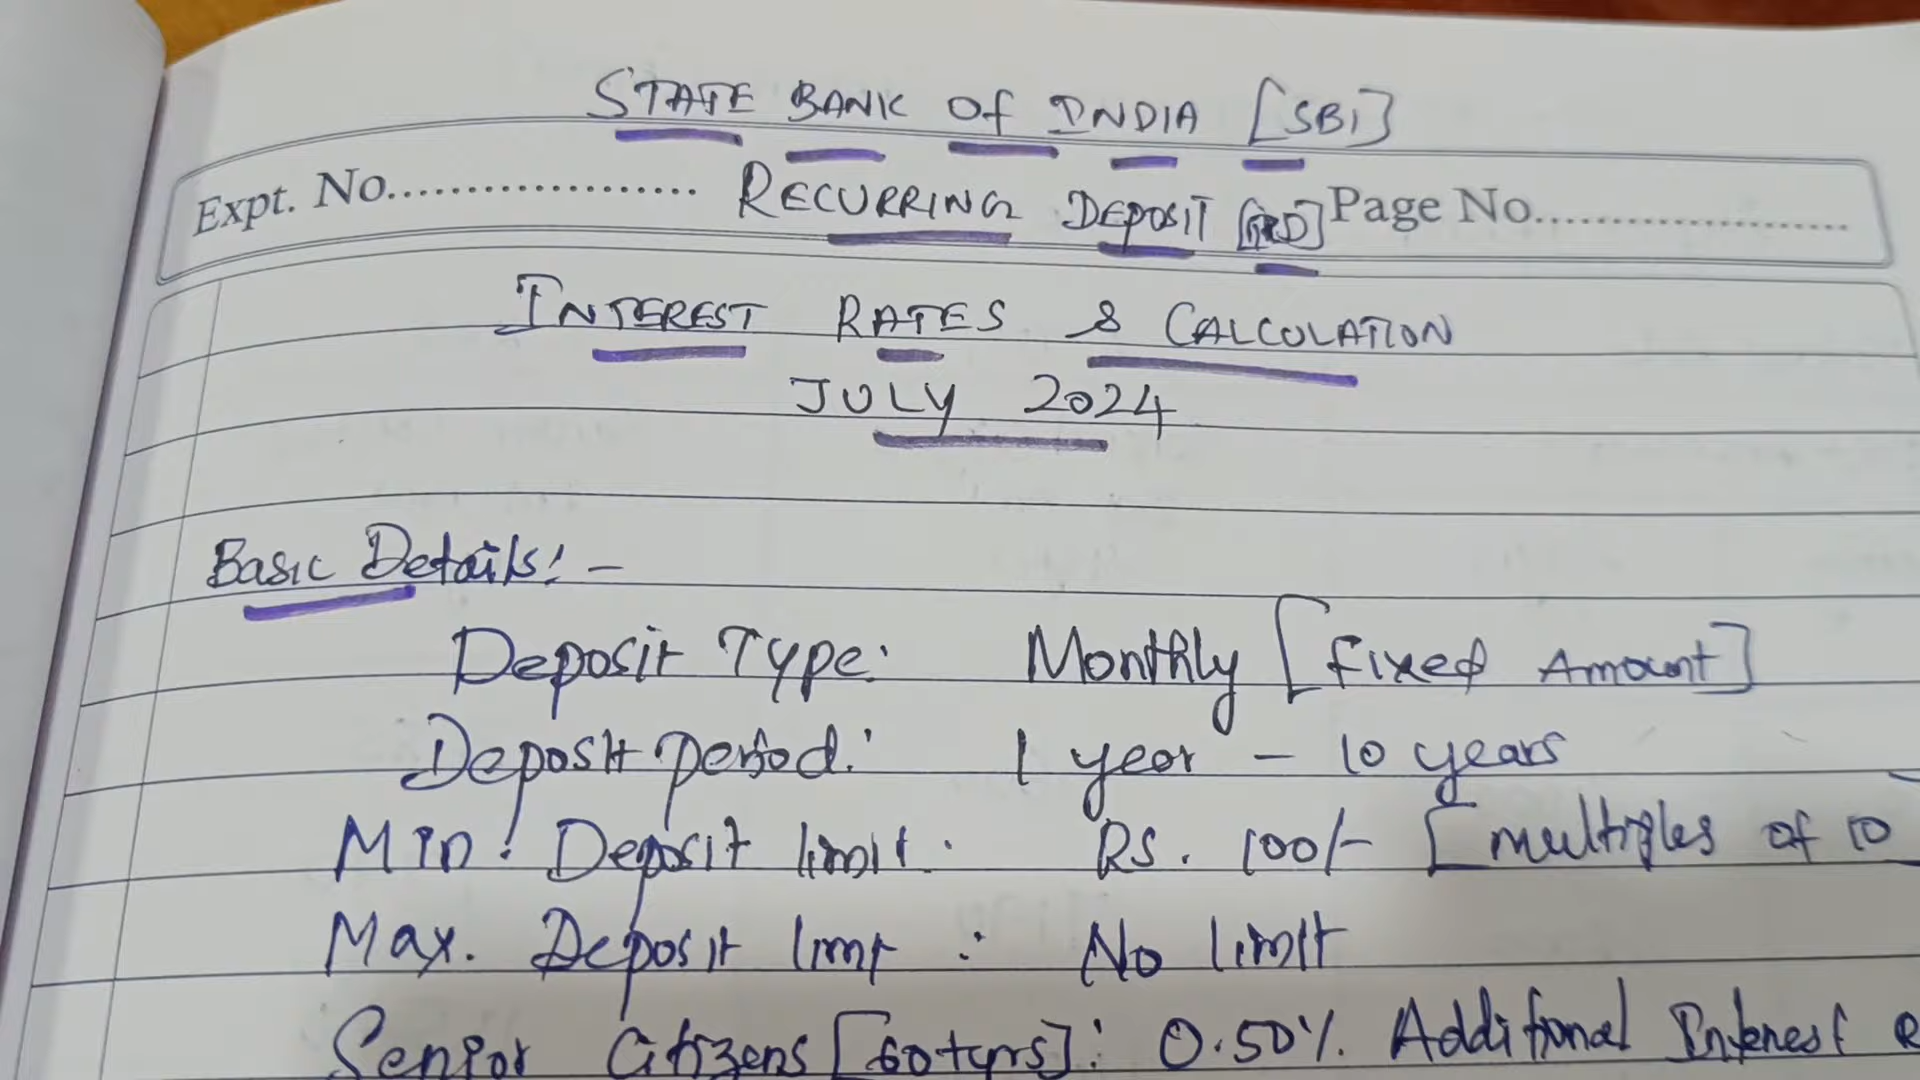 STATE BANK Of INDIA [SBI]
Expt. No.................... RECURRING DEPOSIT [RD] Page No........................
INTEREST RATES & CALCULATION
JULY 2024
Basic Details: -
Deposit Type: Monthly [Fixed Amount]
Deposit period: 1 year - 10 years
Min. Deposit limit. Rs. 100/- [multiples of 10
Max. Deposit limt : No limit
Senior Citizens [60+yrs]: 0.50% Additional Interest